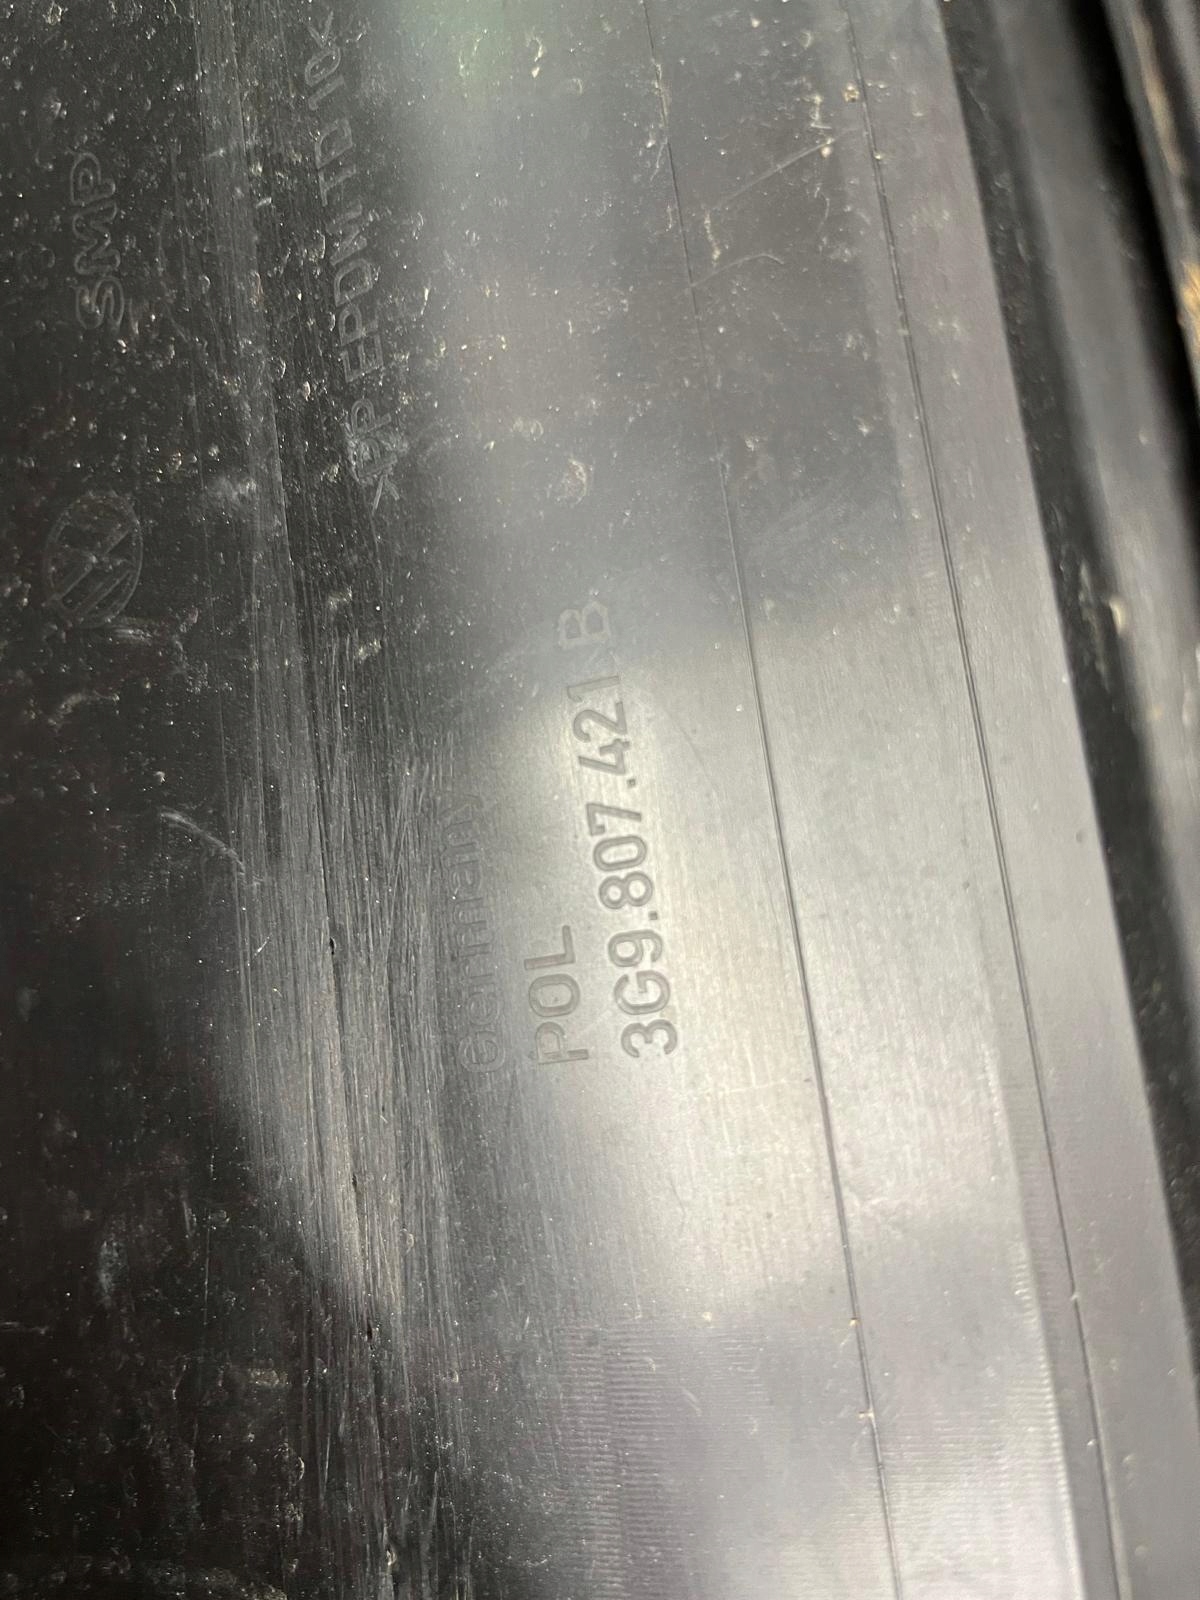 SMP
>PP EPDM TD 10<
Germany
POL
3G9.807.421.B